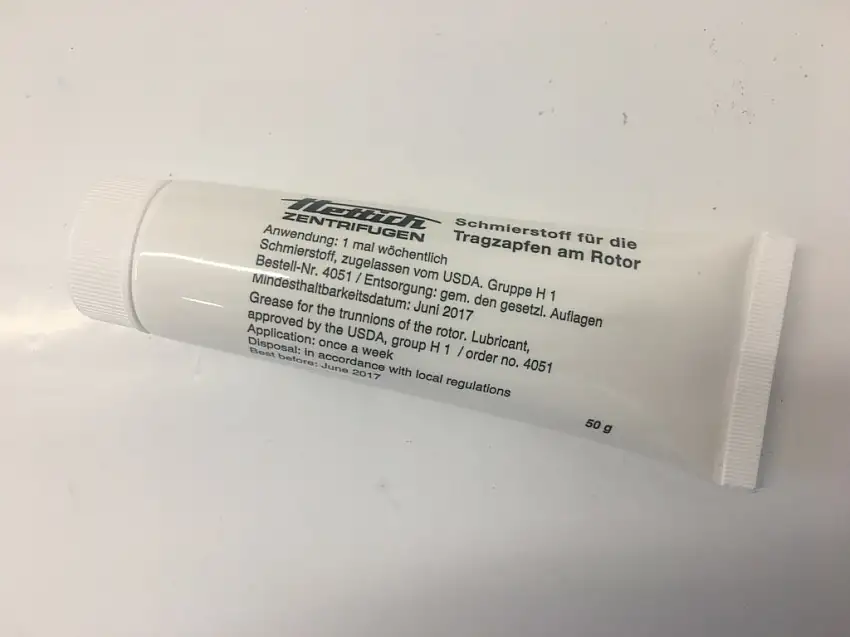 Hettich
ZENTRIFUGEN
Schmierstoff für die
Tragzapfen am Rotor
Anwendung: 1 mal wöchentlich
Schmierstoff, zugelassen vom USDA. Gruppe H 1
Bestell-Nr. 4051 / Entsorgung: gem. den gesetzl. Auflagen
Mindesthaltbarkeitsdatum: Juni 2017
Grease for the trunnions of the rotor. Lubricant,
approved by the USDA, group H 1 / order no. 4051
Application: once a week
Disposal: in accordance with local regulations
Best before: June 2017
50 g